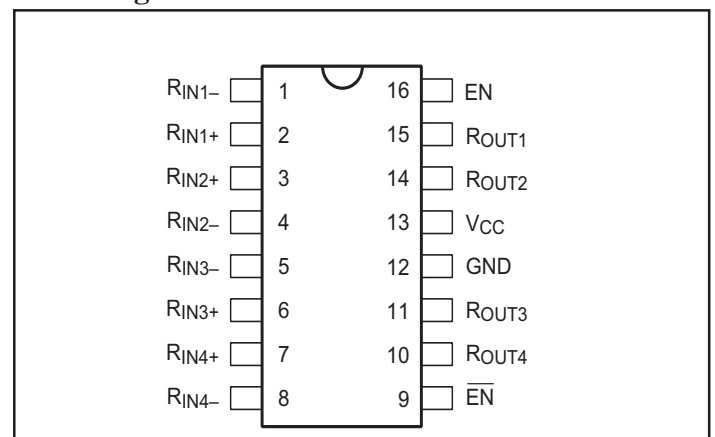 RIN1– 1 16 EN
RIN1+ 2 15 ROUT1
RIN2+ 3 14 ROUT2
RIN2– 4 13 VCC
RIN3– 5 12 GND
RIN3+ 6 11 ROUT3
RIN4+ 7 10 ROUT4
RIN4– 8 9 E̅N̅